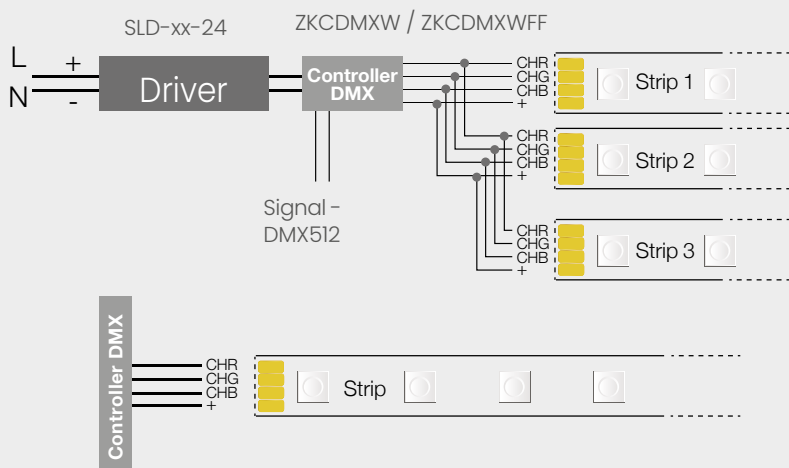 SLD-xx-24
ZKCDMXW / ZKCDMXWFF
L
+
N
-
Driver
Controller
DMX
Signal -
DMX512
CHR
CHG
CHB
+
Strip 1
CHR
CHG
CHB
+
Strip 2
CHR
CHG
CHB
+
Strip 3
Controller DMX
CHR
CHG
CHB
+
Strip